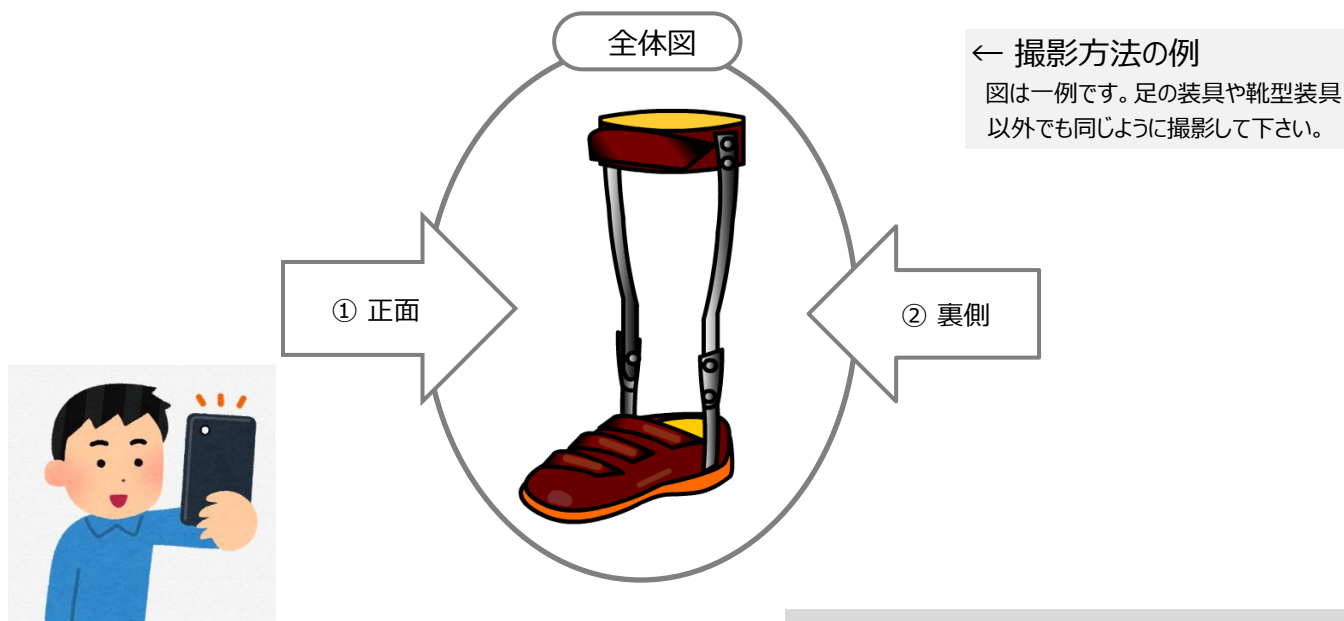 全体図
← 撮影方法の例
図は一例です。足の装具や靴型装具
以外でも同じように撮影して下さい。
① 正面
② 裏側